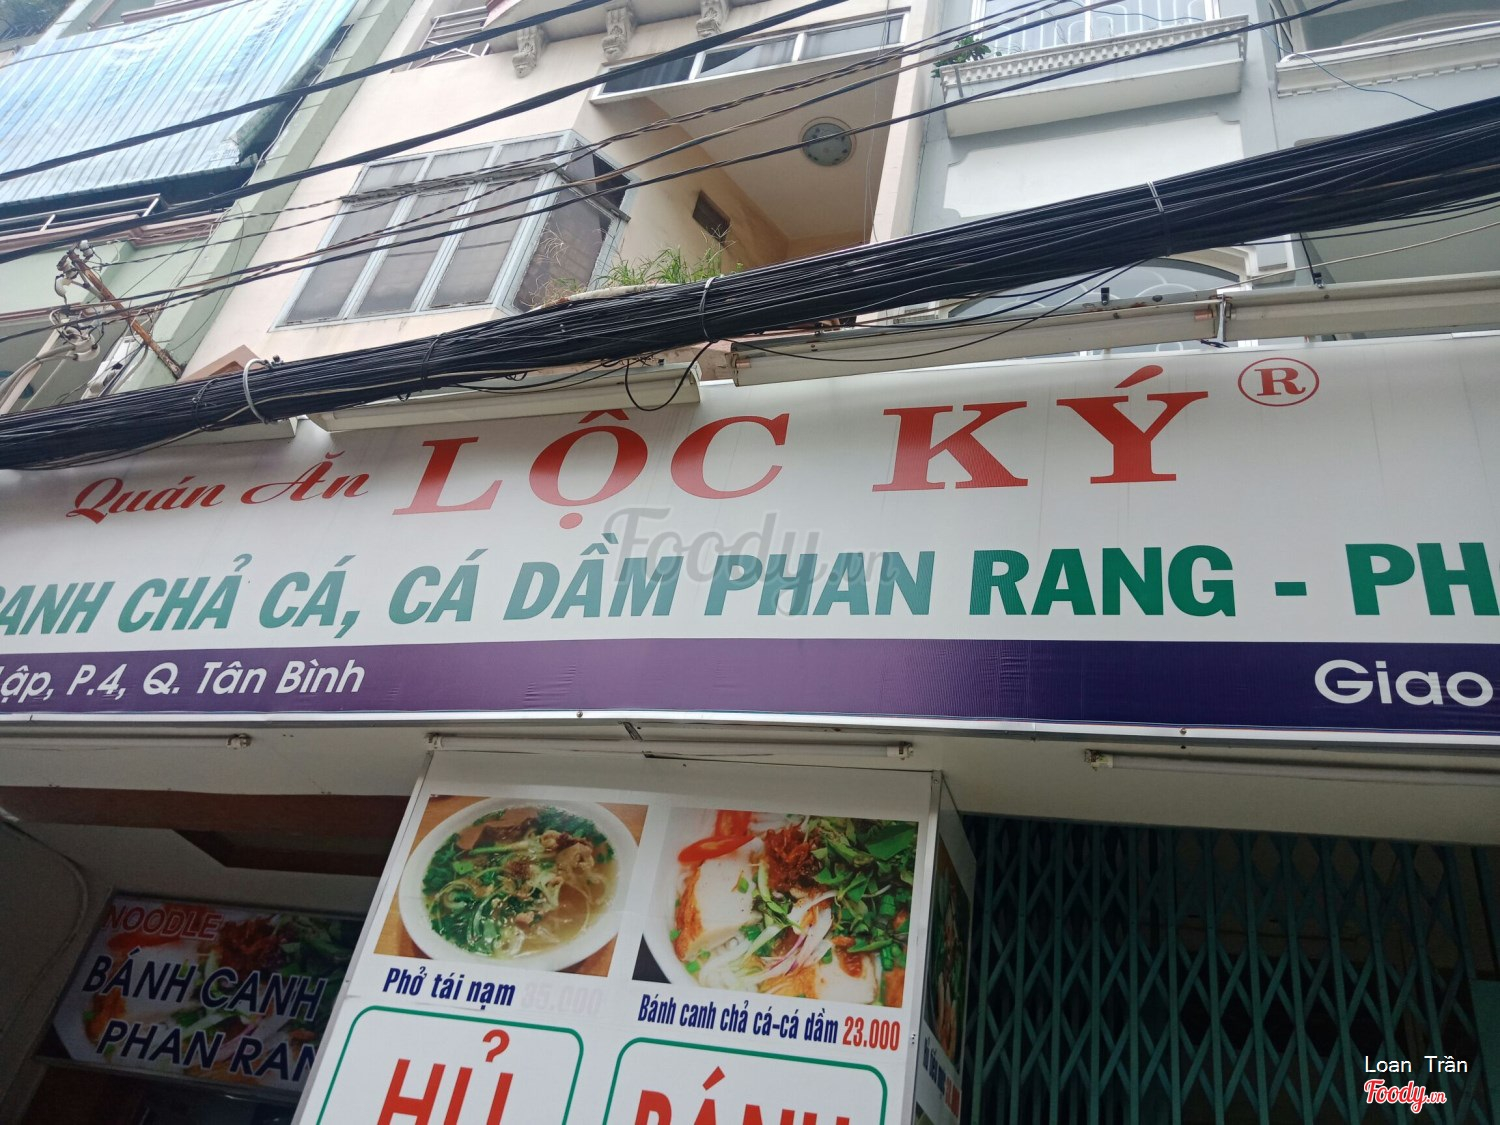 Quán Ăn LỘC KÝ ®
CANH CHẢ CÁ, CÁ DẦM PHAN RANG - PH
Lập, P.4, Q. Tân Bình
Giao
Foody.vn
Phở tái nạm 35.000
Bánh canh chả cá-cá dầm 23.000
HỦ
BÁNH
NOODLE
BÁNH CANH
PHAN RAN
Loan Trần
Foody.vn